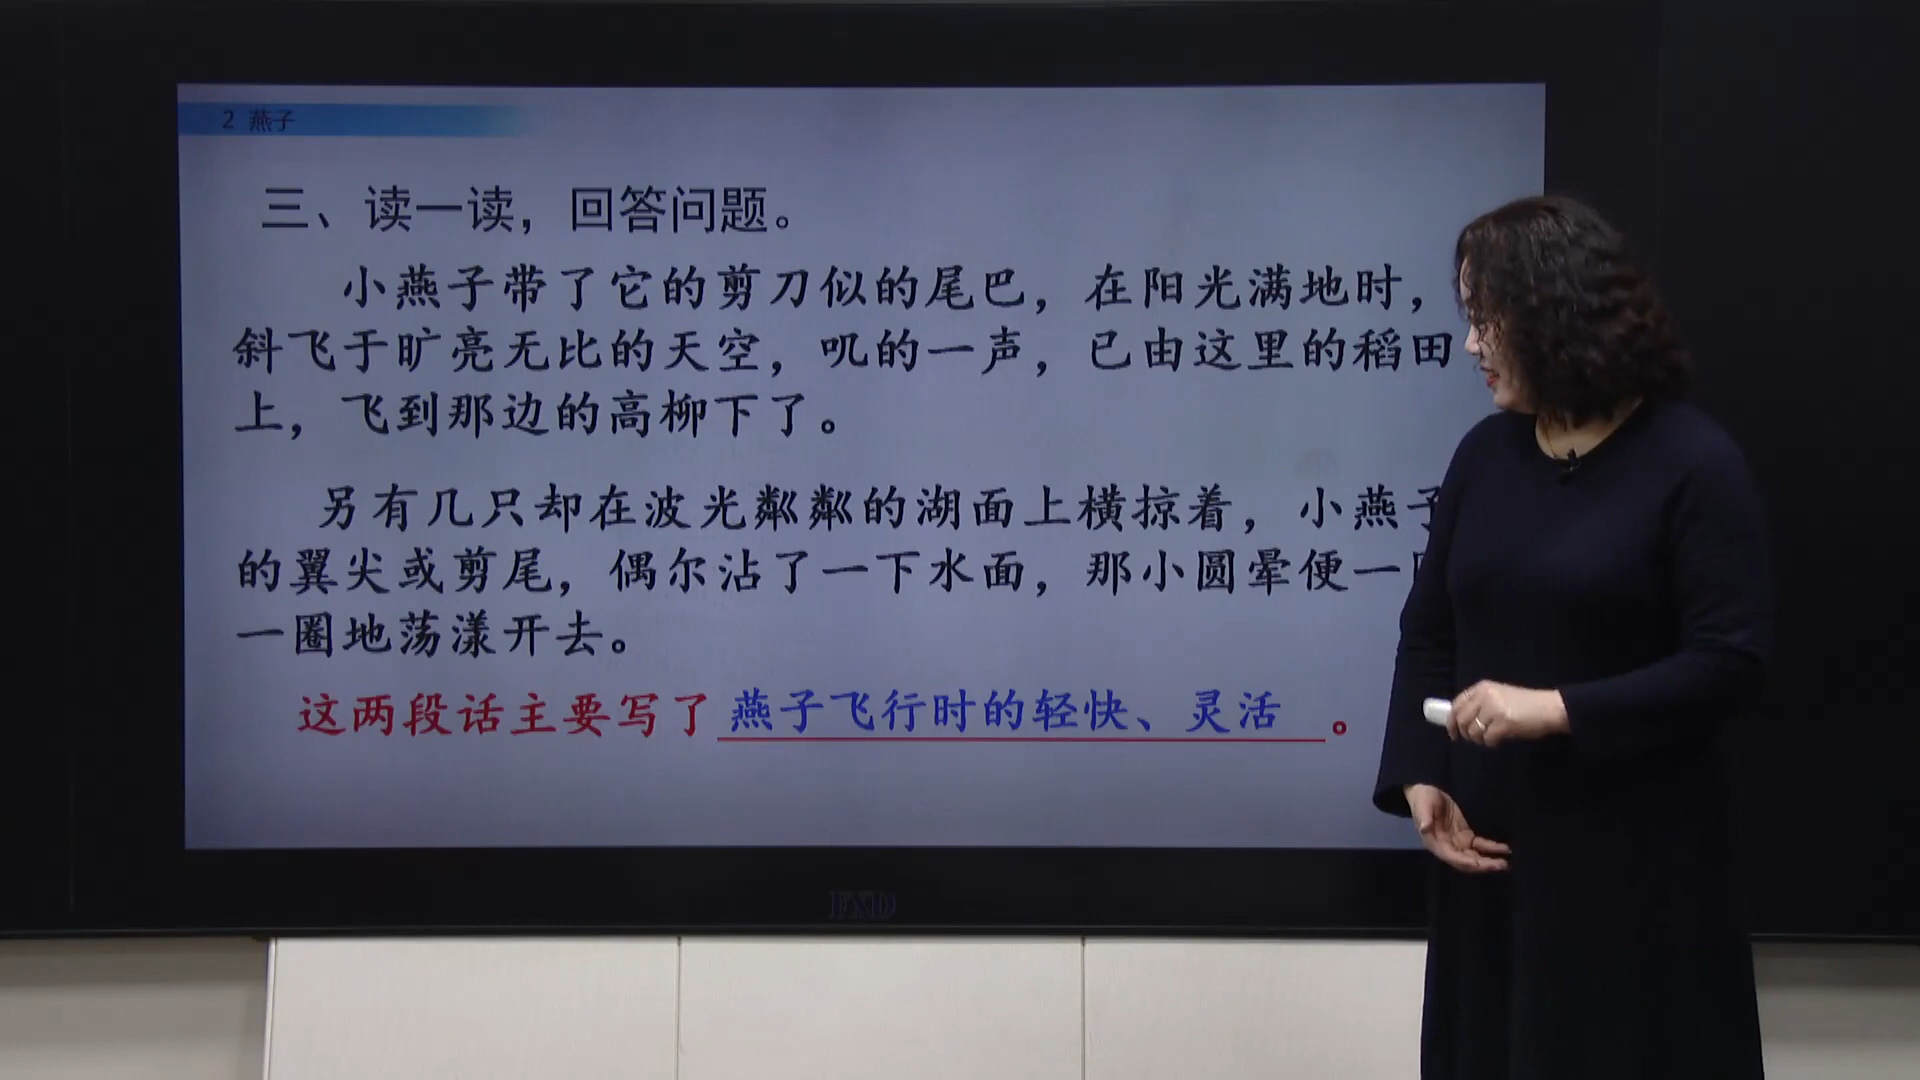 2 燕子
三、读一读，回答问题。
小燕子带了它的剪刀似的尾巴，在阳光满地时，
斜飞于旷亮无比的天空，叽的一声，已由这里的稻田
上，飞到那边的高柳下了。
另有几只却在波光粼粼的湖面上横掠着，小燕子
的翼尖或剪尾，偶尔沾了一下水面，那小圆晕便一
一圈地荡漾开去。
这两段话主要写了燕子飞行时的轻快、灵活。